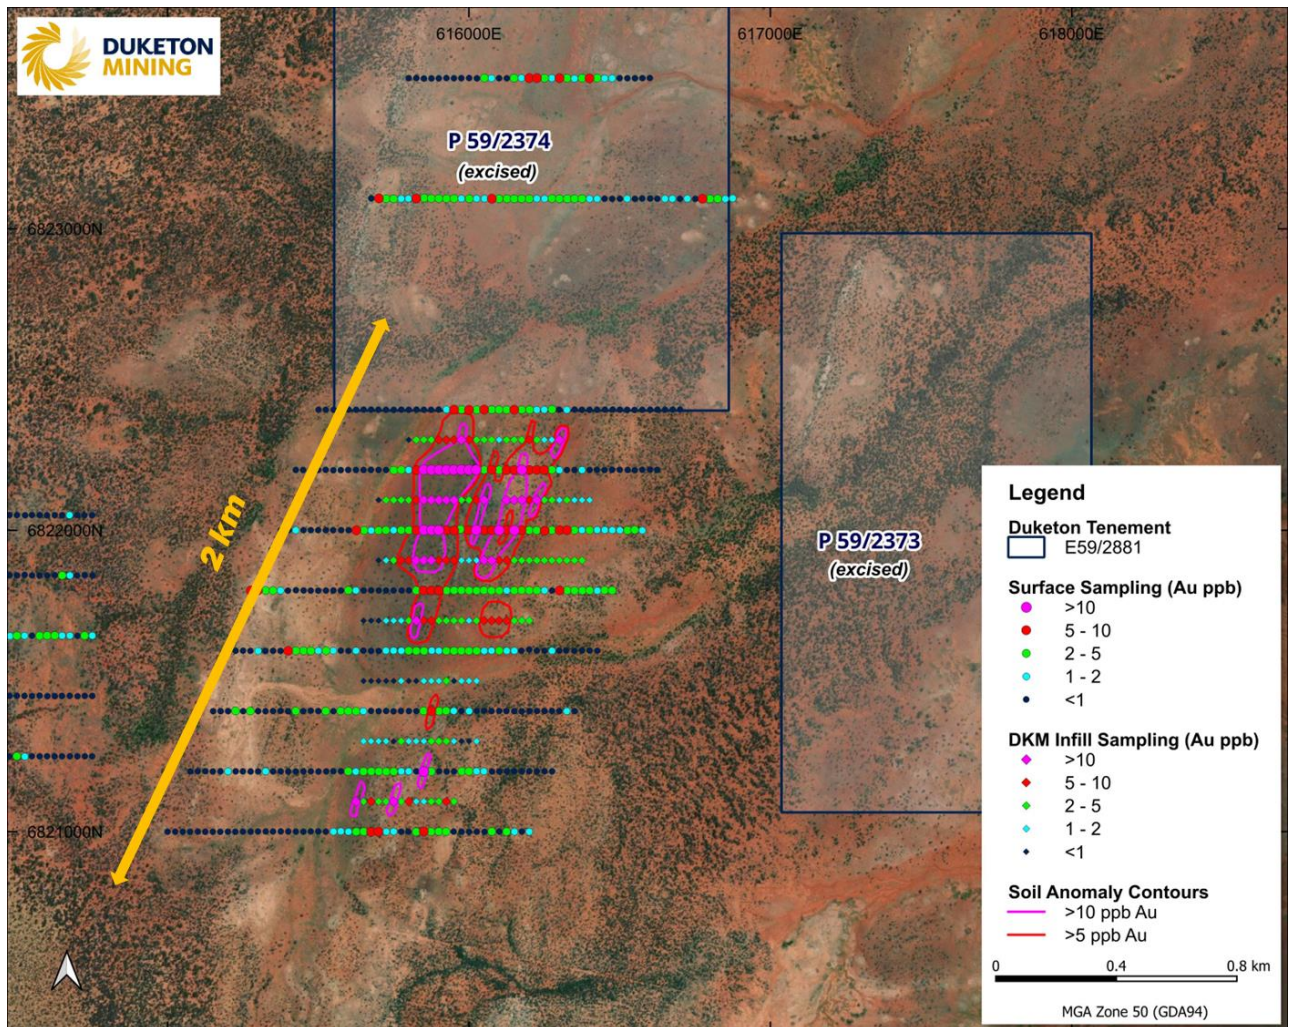 DUKETON
MINING
616000E
617000E
618000E
P 59/2374
(excised)
6823000N
2 km
6822000N
P 59/2373
(excised)
6821000N
Legend
Duketon Tenement
E59/2881
Surface Sampling (Au ppb)
>10
5 - 10
2 - 5
1 - 2
<1
DKM Infill Sampling (Au ppb)
>10
5 - 10
2 - 5
1 - 2
<1
Soil Anomaly Contours
>10 ppb Au
>5 ppb Au
0 0.4 0.8 km
MGA Zone 50 (GDA94)